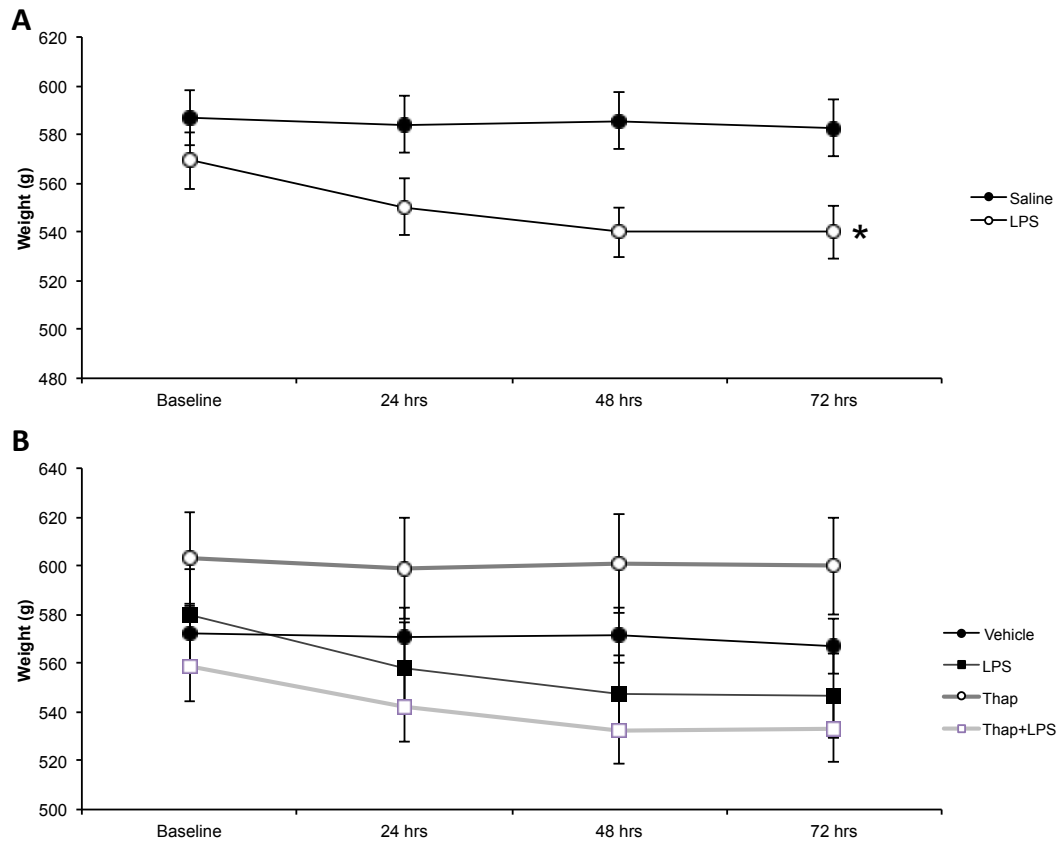 A
620
600
580
560
540
520
500
480
Weight (g)
Baseline 24 hrs 48 hrs 72 hrs
*
Saline
LPS
B
640
620
600
580
560
540
520
500
Weight (g)
Baseline 24 hrs 48 hrs 72 hrs
Vehicle
LPS
Thap
Thap+LPS